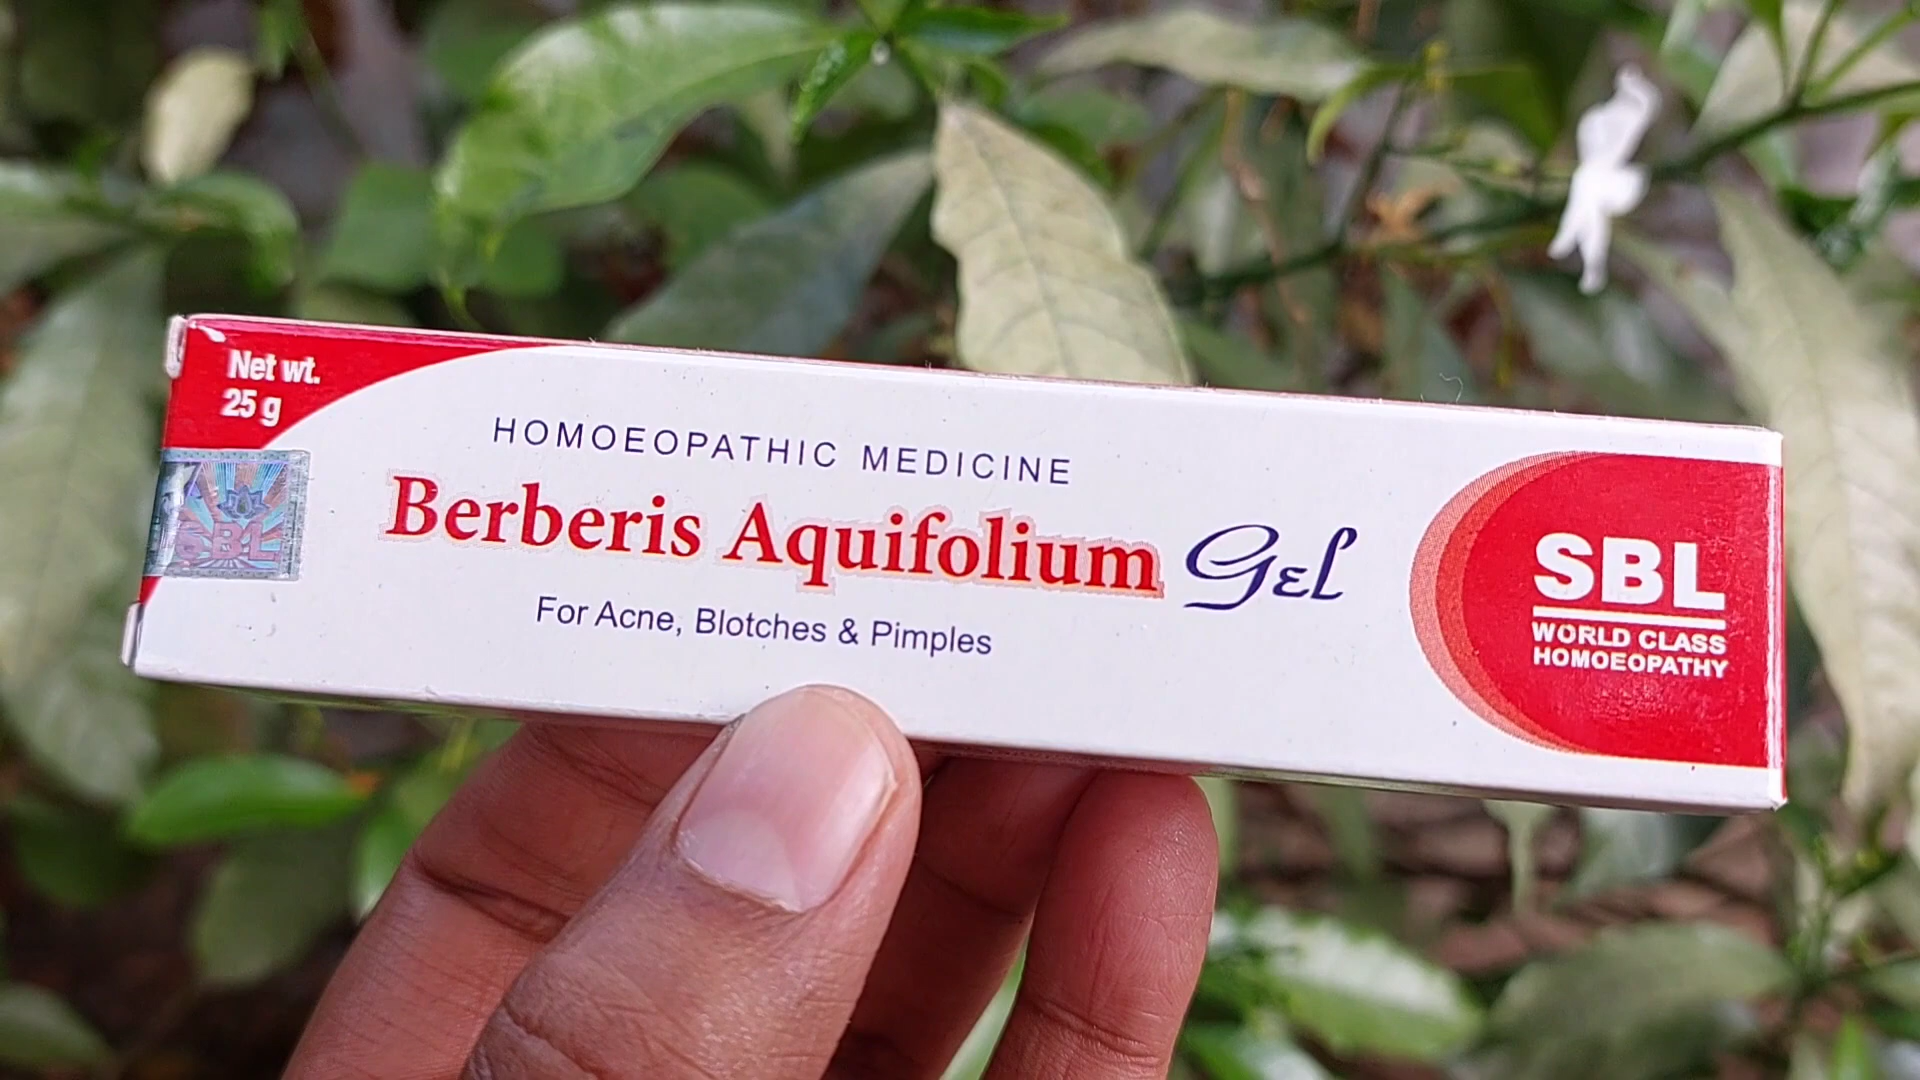 Net wt.
25 g
HOMOEOPATHIC MEDICINE
Berberis Aquifolium Gel
For Acne, Blotches & Pimples
SBL
SBL
WORLD CLASS
HOMOEOPATHY